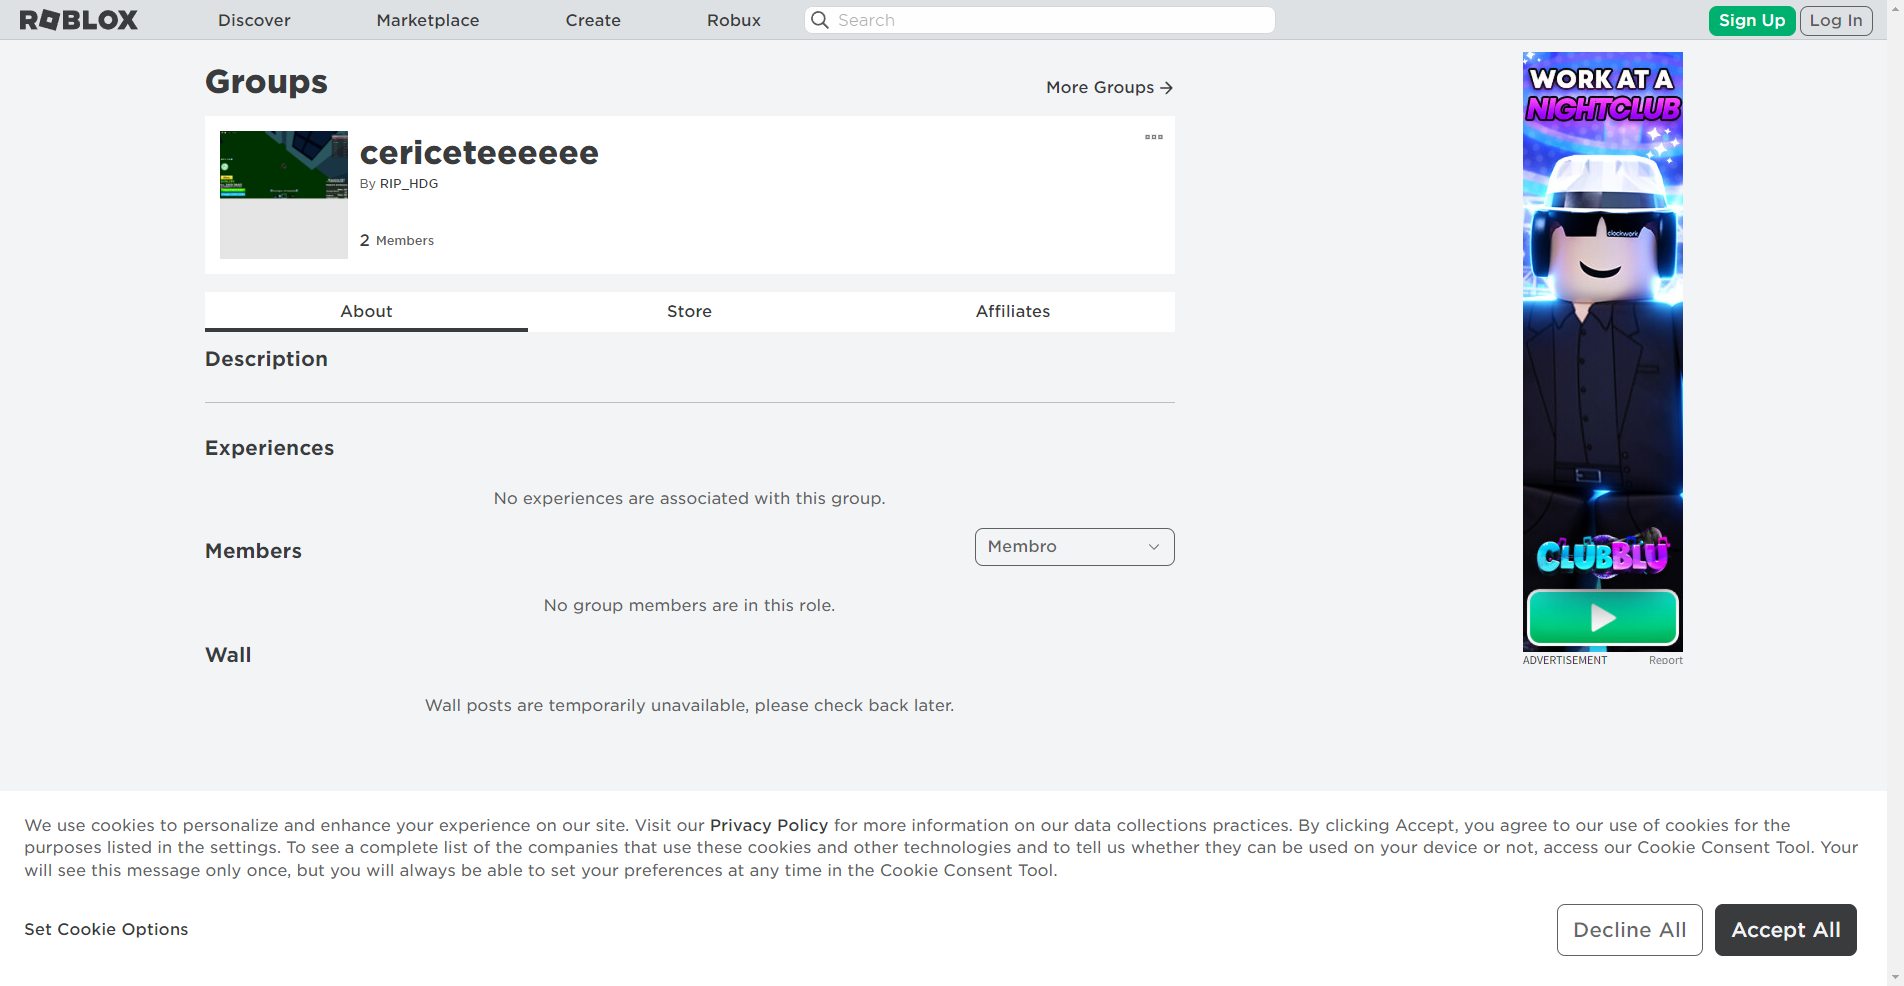 ROBLOX Discover Marketplace Create Robux Search Sign Up Log In
Groups
More Groups
cericeteeeeee
By RIP_HDG
2 Members
About Store Affiliates
Description
Experiences
No experiences are associated with this group.
Members
Membro
No group members are in this role.
Wall
Wall posts are temporarily unavailable, please check back later.
WORK AT A
NIGHTCLUB
clockwork
CLUBBLU
ADVERTISEMENT Report
We use cookies to personalize and enhance your experience on our site. Visit our Privacy Policy for more information on our data collections practices. By clicking Accept, you agree to our use of cookies for the
purposes listed in the settings. To see a complete list of the companies that use these cookies and other technologies and to tell us whether they can be used on your device or not, access our Cookie Consent Tool. Your
will see this message only once, but you will always be able to set your preferences at any time in the Cookie Consent Tool.
Set Cookie Options
Decline All
Accept All